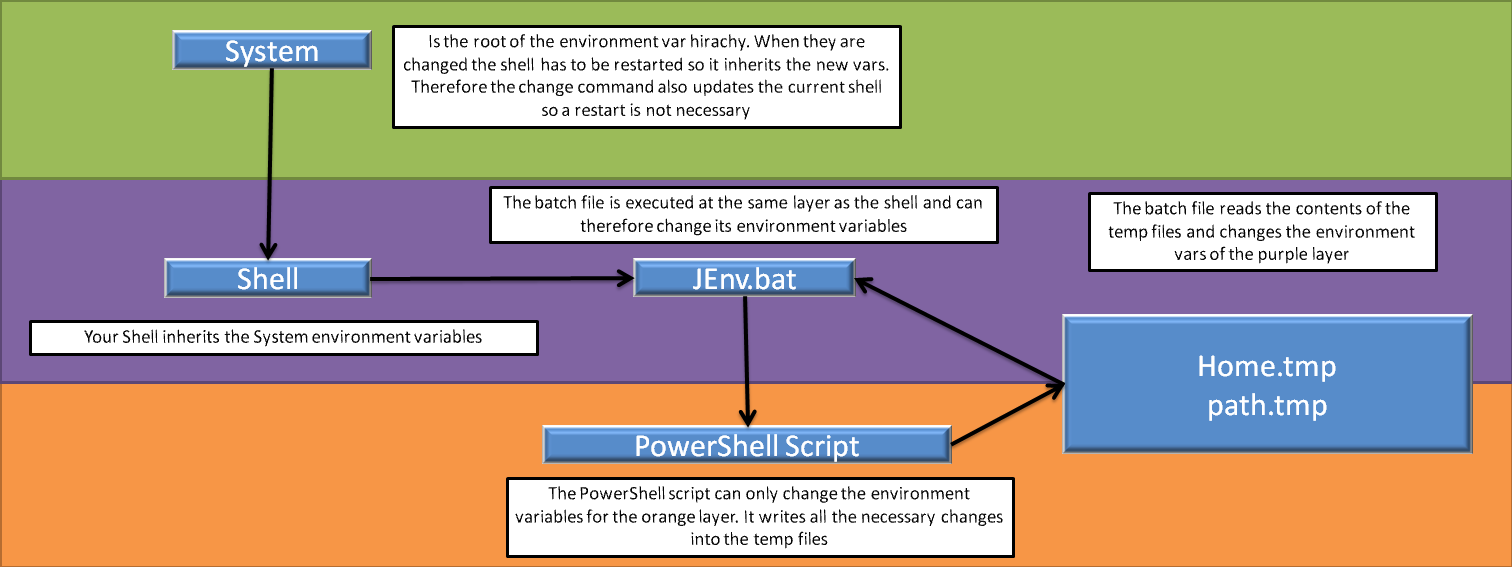 System
Is the root of the environment var hirachy. When they are
changed the shell has to be restarted so it inherits the new vars.
Therefore the change command also updates the current shell
so a restart is not necessary
The batch file is executed at the same layer as the shell and can
therefore change its environment variables
The batch file reads the contents of the
temp files and changes the environment
vars of the purple layer
Shell
JEnv.bat
Your Shell inherits the System environment variables
Home.tmp
path.tmp
PowerShell Script
The PowerShell script can only change the environment
variables for the orange layer. It writes all the necessary changes
into the temp files